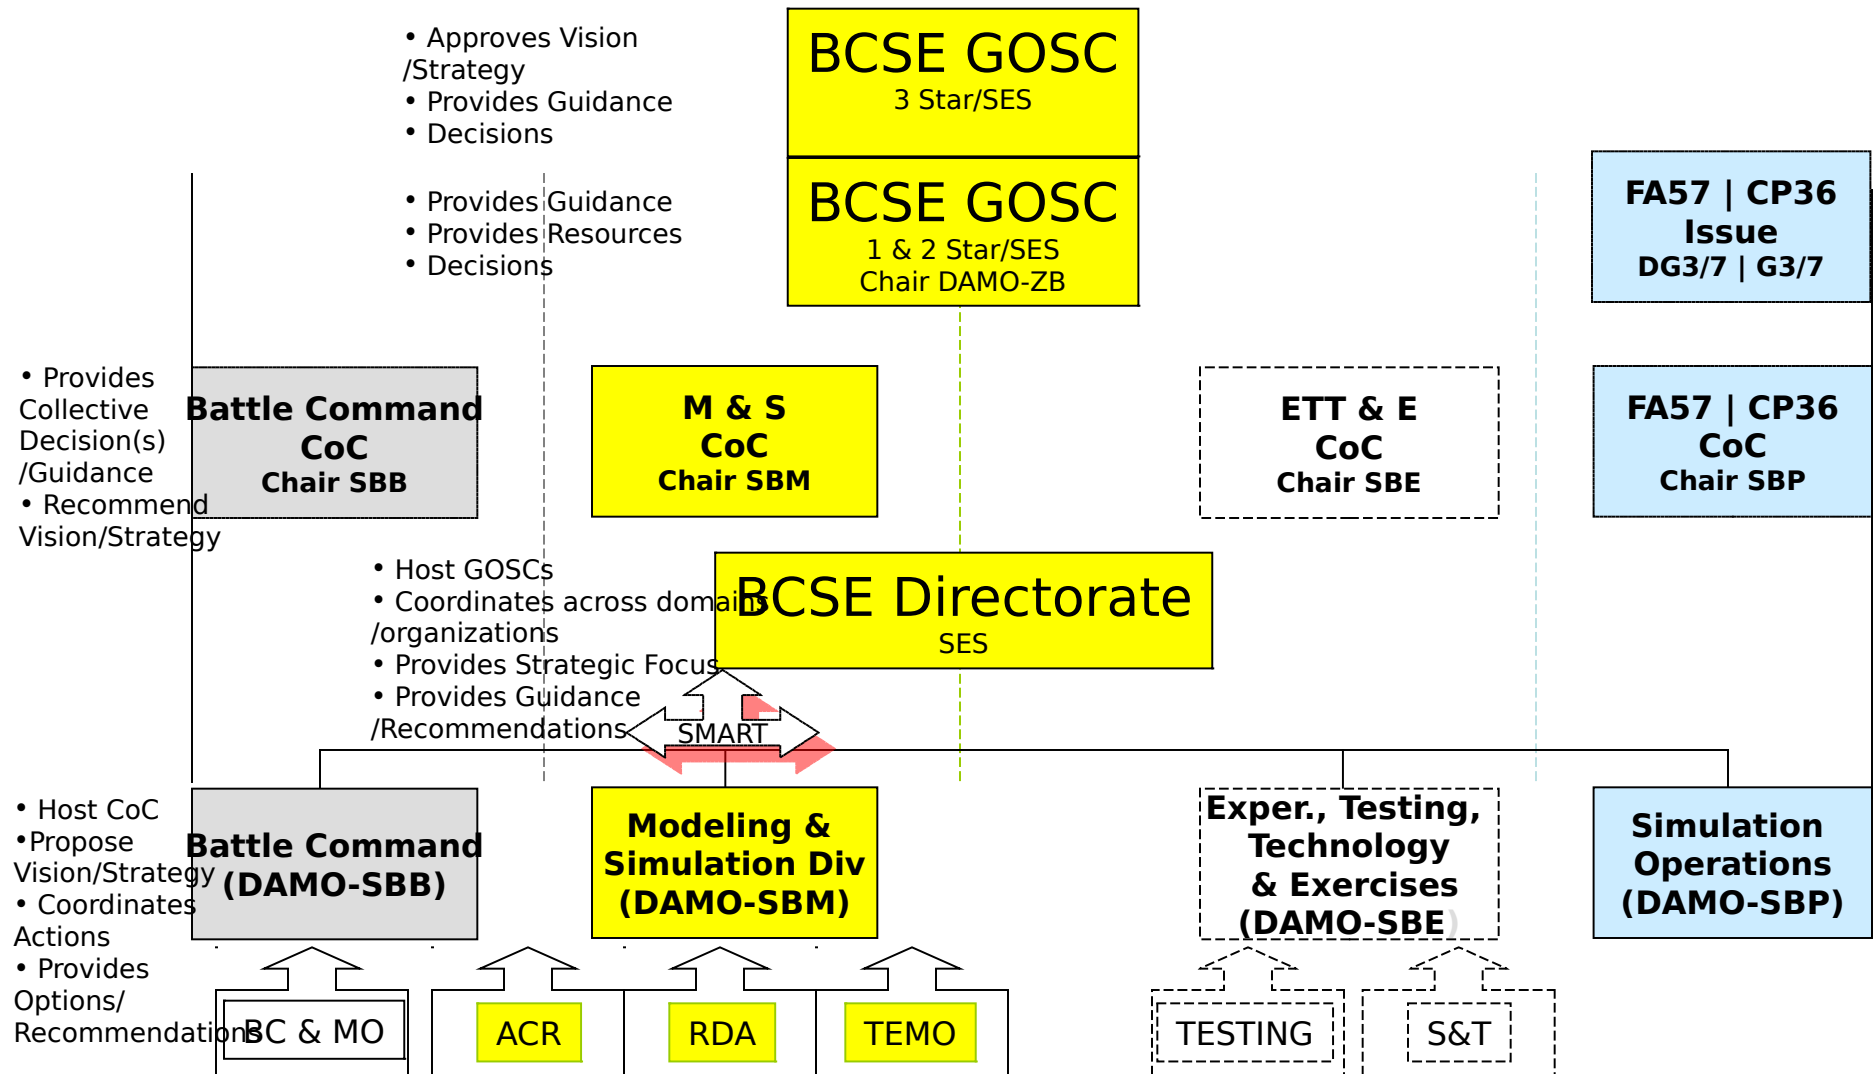 • Approves Vision
/Strategy
• Provides Guidance
• Decisions
BCSE GOSC
3 Star/SES
• Provides Guidance
• Provides Resources
• Decisions
BCSE GOSC
1 & 2 Star/SES
Chair DAMO-ZB
FA57 | CP36
Issue
DG3/7 | G3/7
• Provides
Collective
Decision(s)
/Guidance
• Recommend
Vision/Strategy
Battle Command
CoC
Chair SBB
M & S
CoC
Chair SBM
ETT & E
CoC
Chair SBE
FA57 | CP36
CoC
Chair SBP
• Host GOSCs
• Coordinates across domains
/organizations
• Provides Strategic Focus
• Provides Guidance
/Recommendations
BCSE Directorate
SES
SMART
• Host CoC
•Propose
Vision/Strategy
• Coordinates
Actions
• Provides
Options/
Recommendations
Battle Command
(DAMO-SBB)
Modeling &
Simulation Div
(DAMO-SBM)
Exper., Testing,
Technology
& Exercises
(DAMO-SBE)
Simulation
Operations
(DAMO-SBP)
BC & MO
ACR
RDA
TEMO
TESTING
S&T